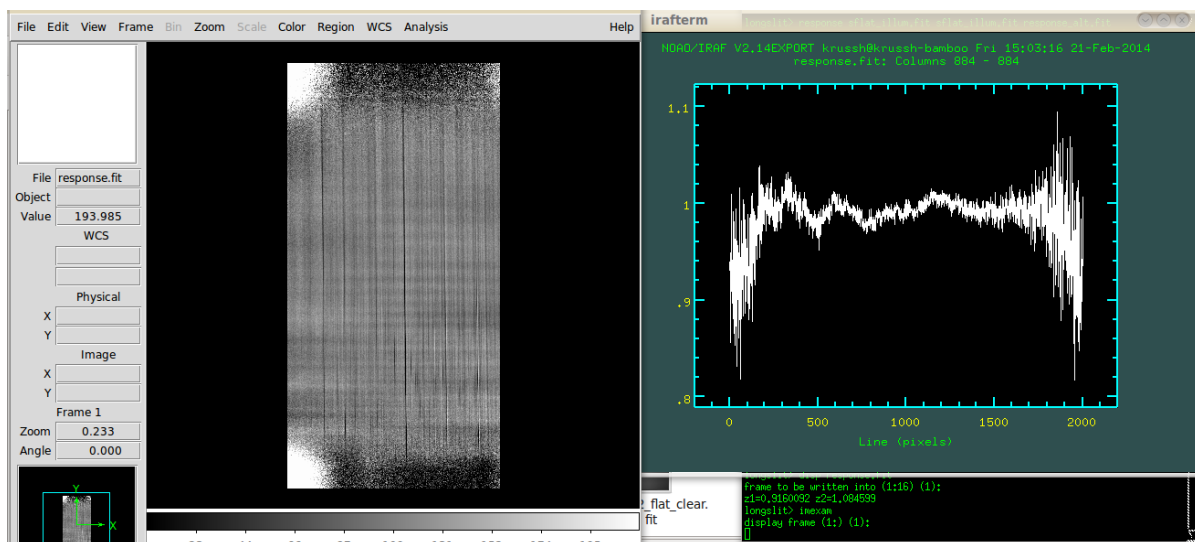 File Edit View Frame Bin Zoom Scale Color Region WCS Analysis Help
File response.fit
Object
Value 193.985
WCS
Physical
X
Y
Image
X
Y
Frame 1
Zoom 0.233
Angle 0.000
Y
X
irafterm
NOAO/IRAF V2.14EXPORT krussh@krussh-bamboo Fri 15:03:16 21-Feb-2014
response.fit: Columns 884 - 884
1.1
1
.9
.8
0 500 1000 1500 2000
Line (pixels)
_flat_clear.
fit
frame to be written into (1:16) (1):
z1=0.9160092 z2=1.084599
longslit> imexam
display frame (1:) (1):